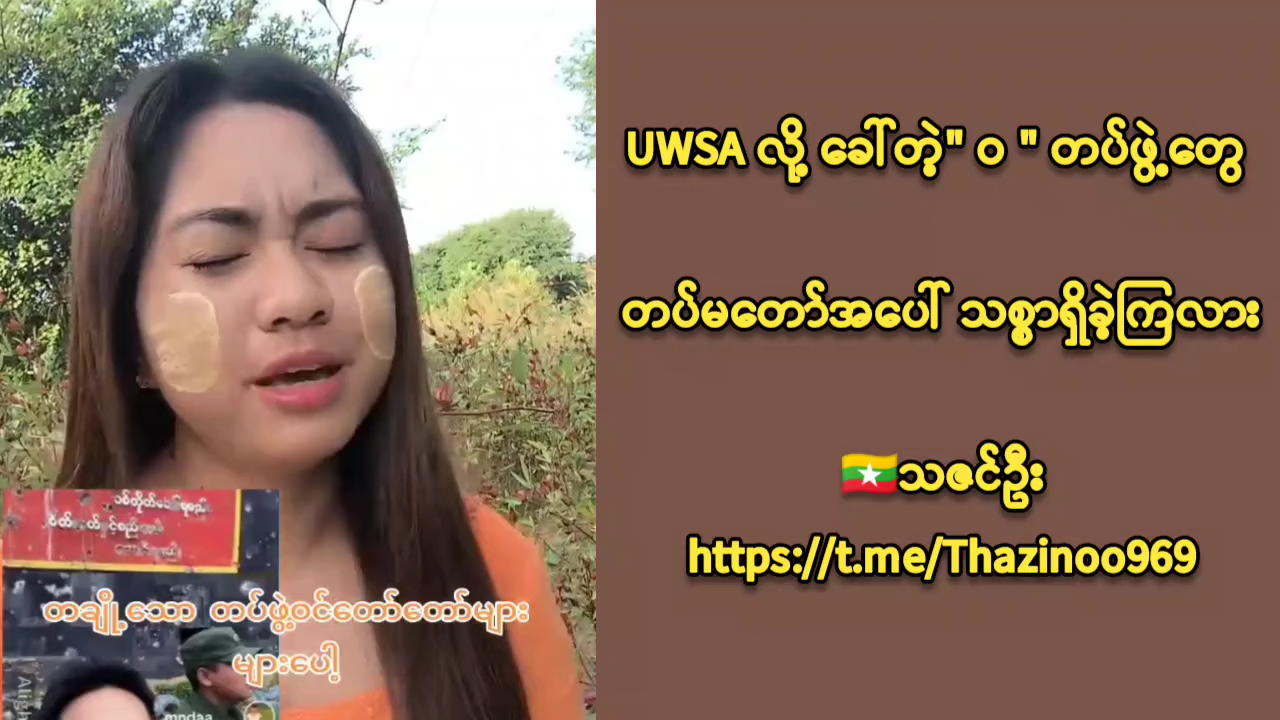 UWSA လို့ ခေါ်တဲ့" ဝ " တပ်ဖွဲ့တွေ
တပ်မတော်အပေါ် သစ္စာရှိခဲ့ကြလား
🇲🇲သဇင်ဦး
https://t.me/Thazinoo969
တချို့သော တပ်ဖွဲ့ဝင်တော်တော်များ
များပေါ့
mndaa
Aligh